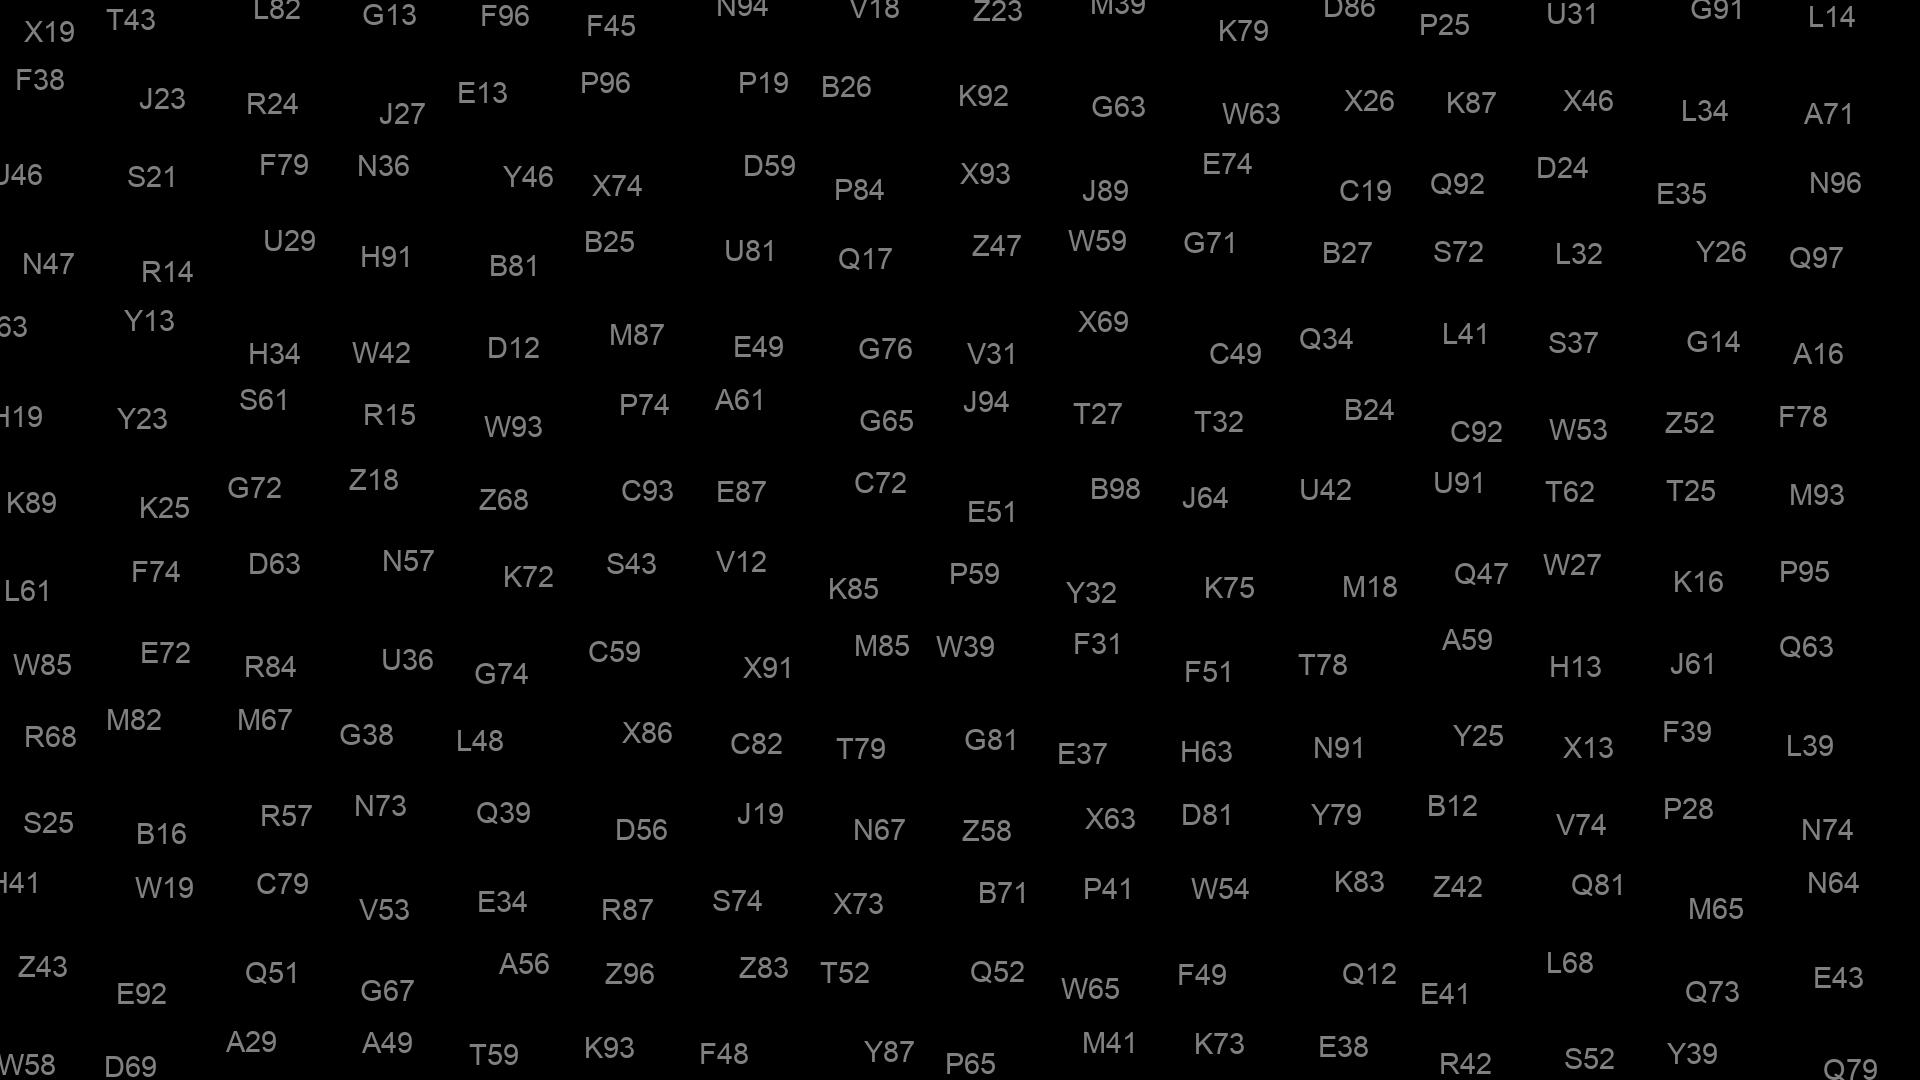 X19 T43 L82 G13 F96 F45 N94 V18 Z23 M39 K79 D86 P25 U31 G91 L14
F38 J23 R24 J27 E13 P96 P19 B26 K92 G63 W63 X26 K87 X46 L34 A71
U46 S21 F79 N36 Y46 X74 D59 P84 X93 J89 E74 C19 Q92 D24 E35 N96
N47 R14 U29 H91 B81 B25 U81 Q17 Z47 W59 G71 B27 S72 L32 Y26 Q97
63 Y13 H34 W42 D12 M87 E49 G76 V31 X69 C49 Q34 L41 S37 G14 A16
H19 Y23 S61 R15 W93 P74 A61 G65 J94 T27 T32 B24 C92 W53 Z52 F78
K89 K25 G72 Z18 Z68 C93 E87 C72 E51 B98 J64 U42 U91 T62 T25 M93
L61 F74 D63 N57 K72 S43 V12 K85 P59 Y32 K75 M18 Q47 W27 K16 P95
W85 E72 R84 U36 G74 C59 X91 M85 W39 F31 F51 T78 A59 H13 J61 Q63
R68 M82 M67 G38 L48 X86 C82 T79 G81 E37 H63 N91 Y25 X13 F39 L39
S25 B16 R57 N73 Q39 D56 J19 N67 Z58 X63 D81 Y79 B12 V74 P28 N74
H41 W19 C79 V53 E34 R87 S74 X73 B71 P41 W54 K83 Z42 Q81 M65 N64
Z43 E92 Q51 G67 A56 Z96 Z83 T52 Q52 W65 F49 Q12 E41 L68 Q73 E43
W58 D69 A29 A49 T59 K93 F48 Y87 P65 M41 K73 E38 R42 S52 Y39 Q79